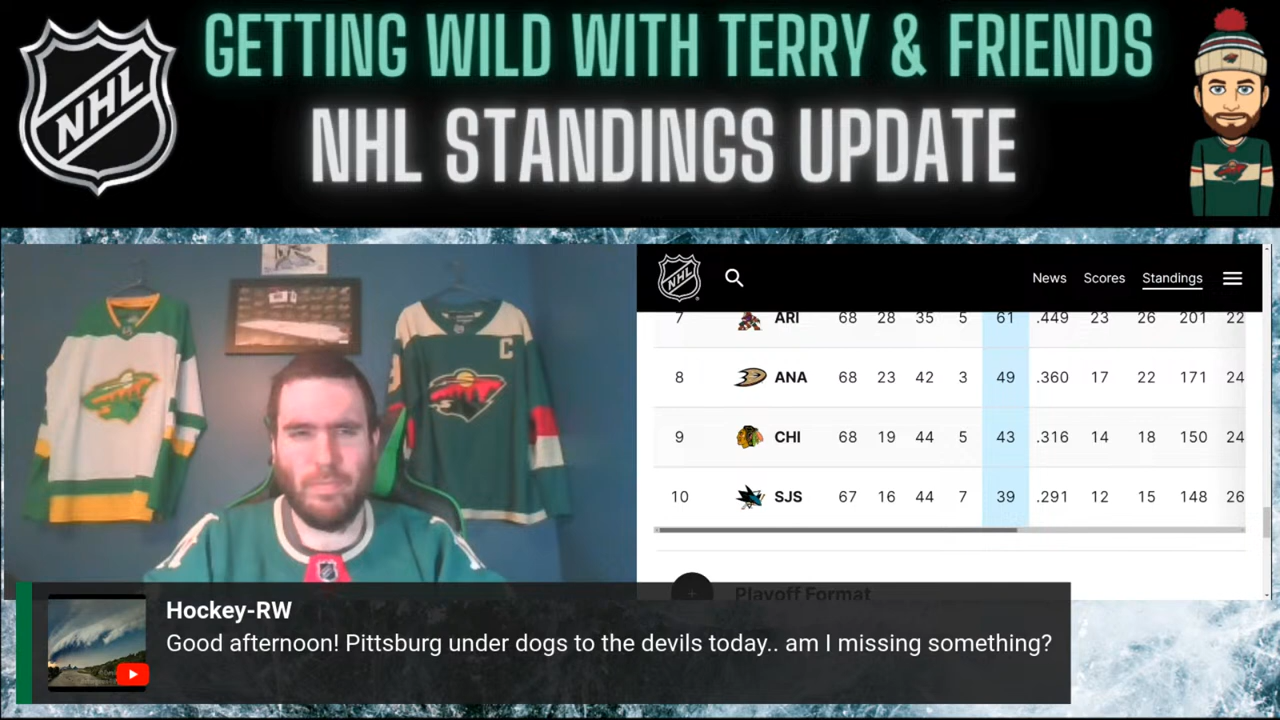 GETTING WILD WITH TERRY & FRIENDS
NHL
NHL STANDINGS UPDATE
NHL
News Scores Standings
7 ARI 68 28 35 5 61 .449 23 26 201 22
8 ANA 68 23 42 3 49 .360 17 22 171 24
C
9 CHI 68 19 44 5 43 .316 14 18 150 24
10 SJS 67 16 44 7 39 .291 12 15 148 26
+ Playoff Format
Hockey-RW
Good afternoon! Pittsburg under dogs to the devils today.. am I missing something?